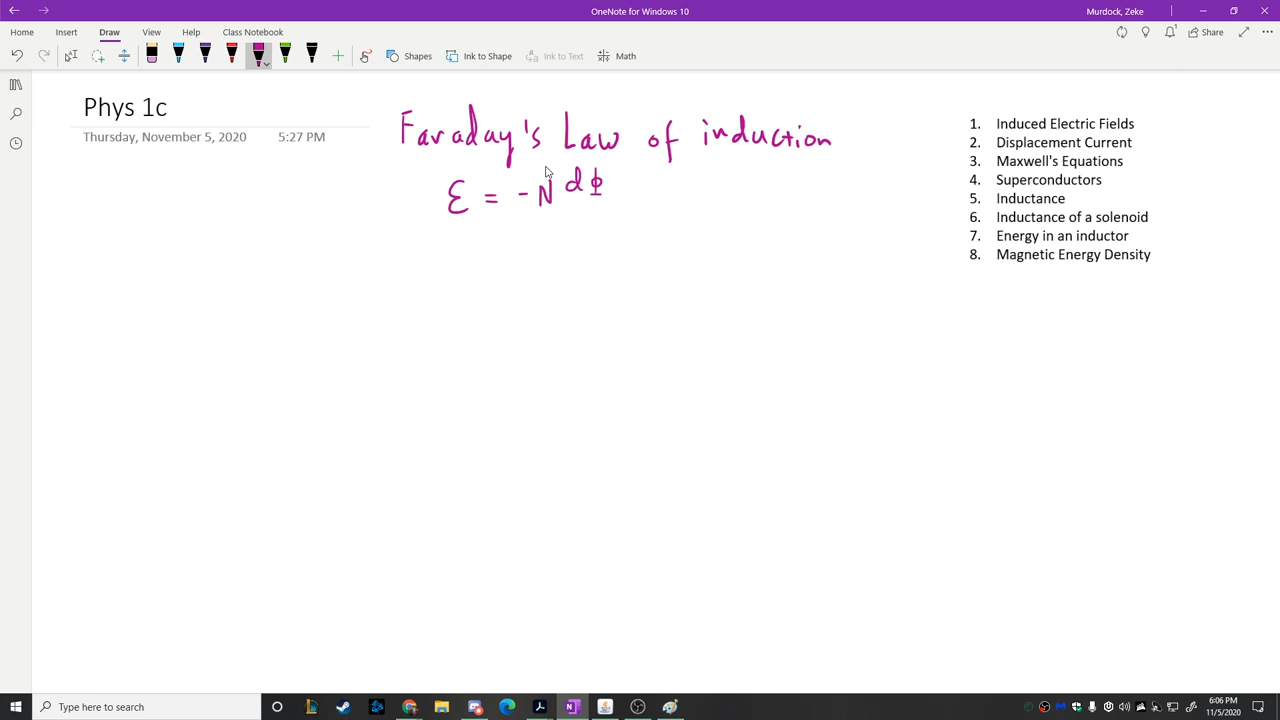 OneNote for Windows 10
Murdock, Zeke
Home Insert Draw View Help Class Notebook
Share
Shapes Ink to Shape Ink to Text Math
Phys 1c
Thursday, November 5, 2020 5:27 PM
Faraday's Law of induction
ℰ = -N dΦ
1. Induced Electric Fields
2. Displacement Current
3. Maxwell's Equations
4. Superconductors
5. Inductance
6. Inductance of a solenoid
7. Energy in an inductor
8. Magnetic Energy Density
Type here to search
6:06 PM
11/5/2020